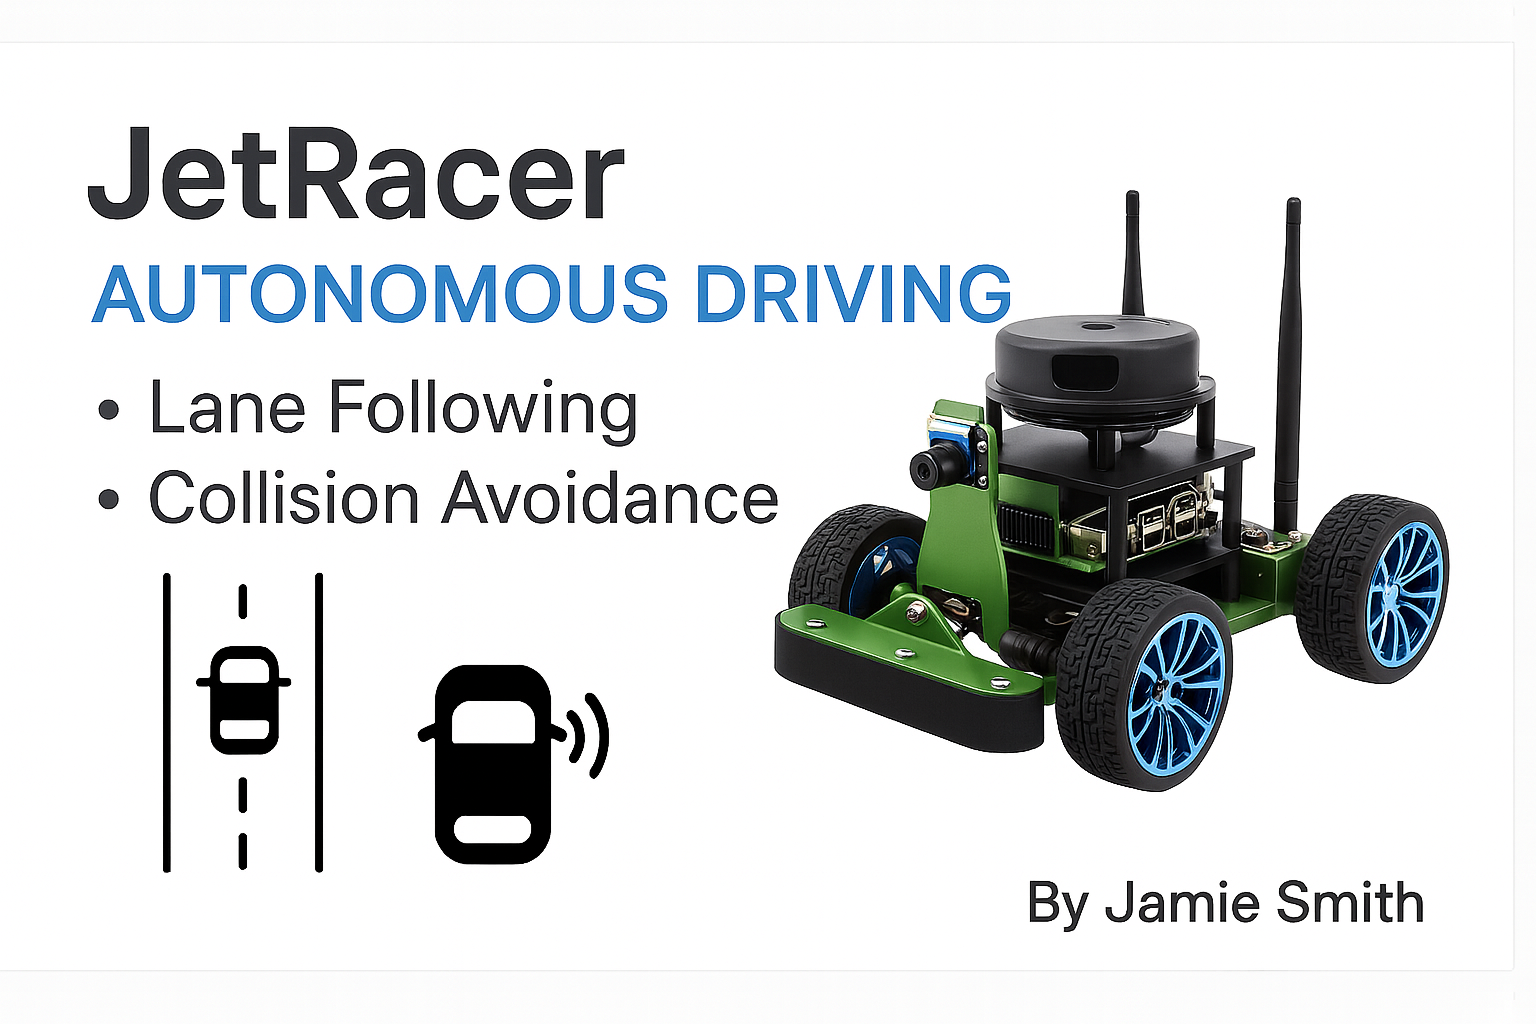 JetRacer
AUTONOMOUS DRIVING
• Lane Following
• Collision Avoidance
By Jamie Smith